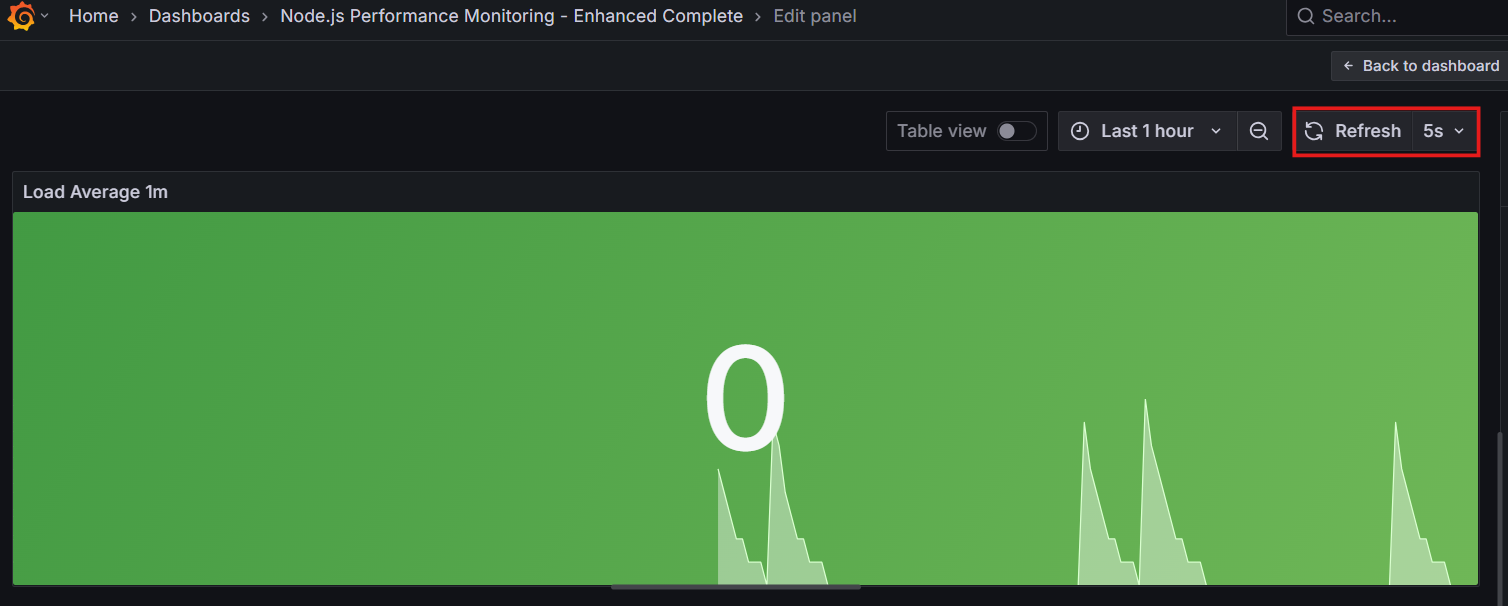 Home › Dashboards › Node.js Performance Monitoring - Enhanced Complete › Edit panel
Search...
← Back to dashboard
Table view
Last 1 hour
Refresh 5s
Load Average 1m
0